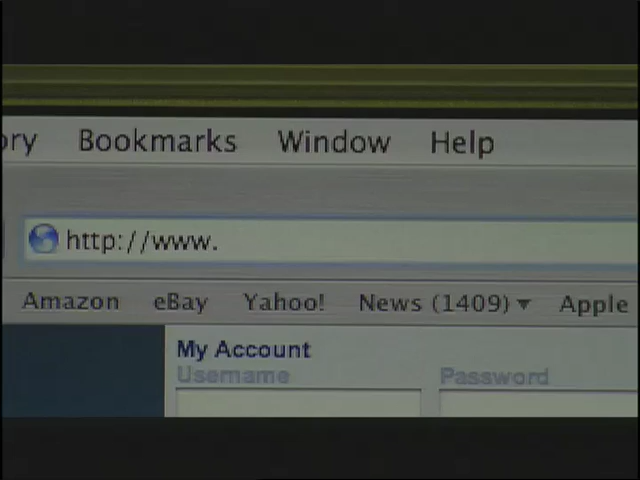 ory Bookmarks Window Help
http://www.
Amazon eBay Yahoo! News (1409) Apple
My Account
Username Password